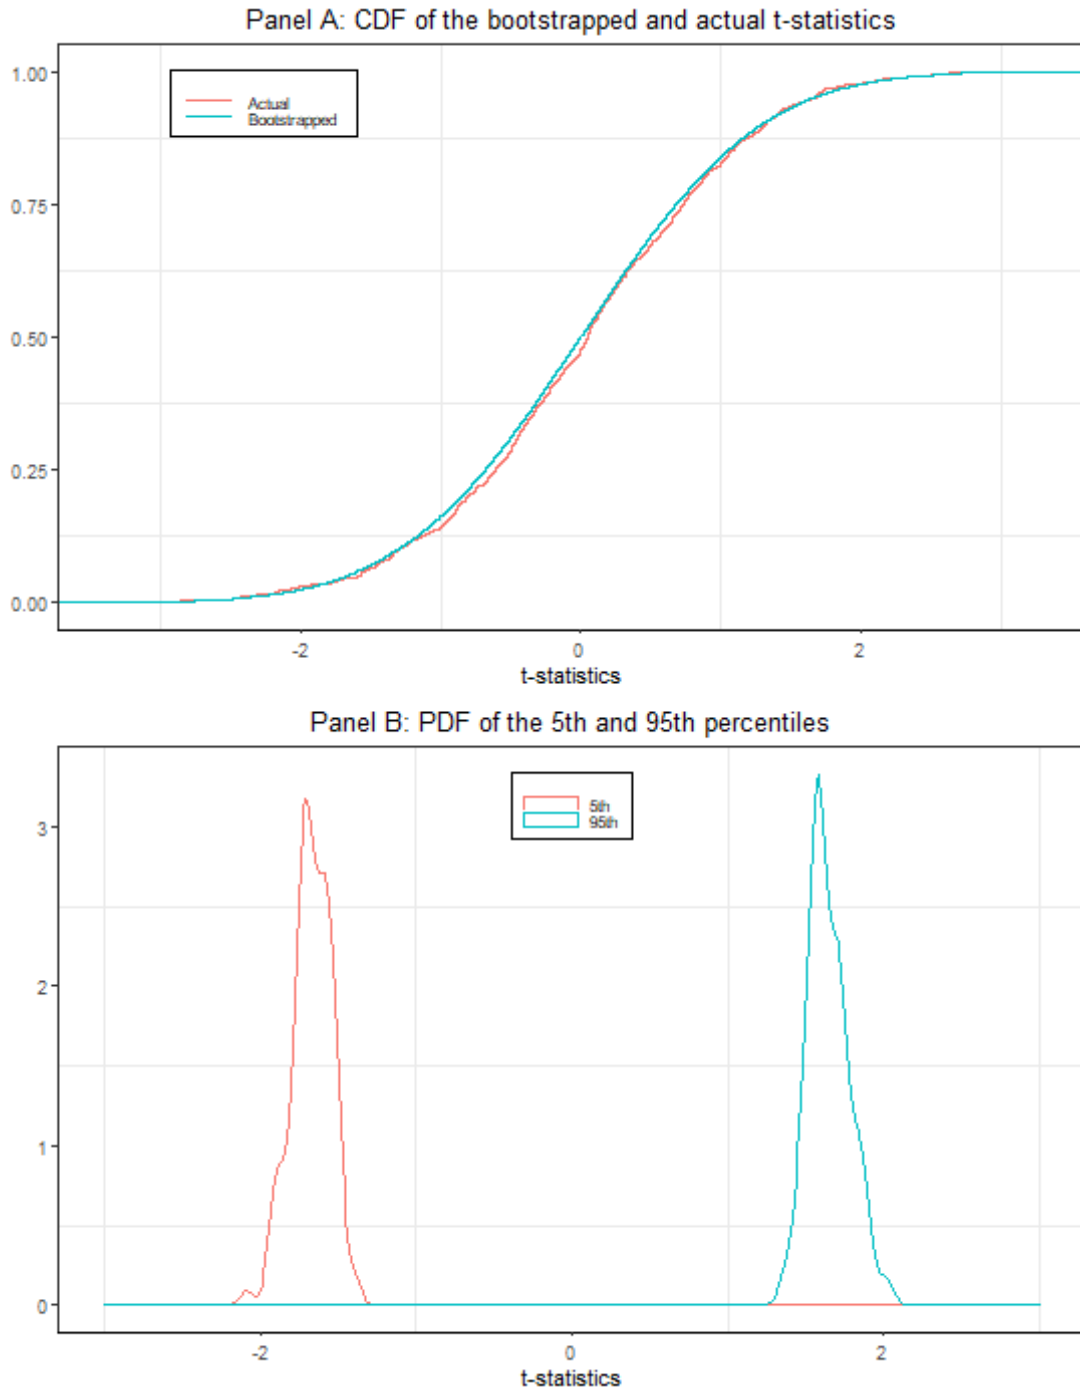 Panel A: CDF of the bootstrapped and actual t-statistics
1.00
Actual
Bootstrapped
0.75
0.50
0.25
0.00
-2 0 2
t-statistics
Panel B: PDF of the 5th and 95th percentiles
5th
95th
3
2
1
0
-2 0 2
t-statistics